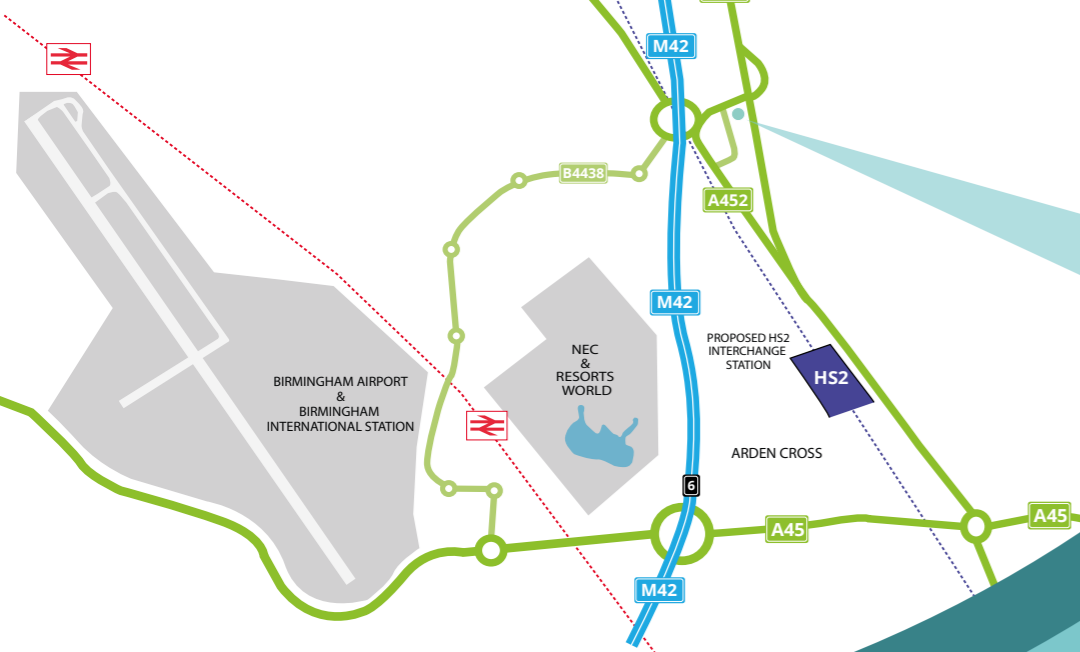 M42
B4438
A452
M42
PROPOSED HS2
INTERCHANGE
STATION
NEC
&
RESORTS
WORLD
HS2
BIRMINGHAM AIRPORT
&
BIRMINGHAM
INTERNATIONAL STATION
ARDEN CROSS
6
A45
A45
M42